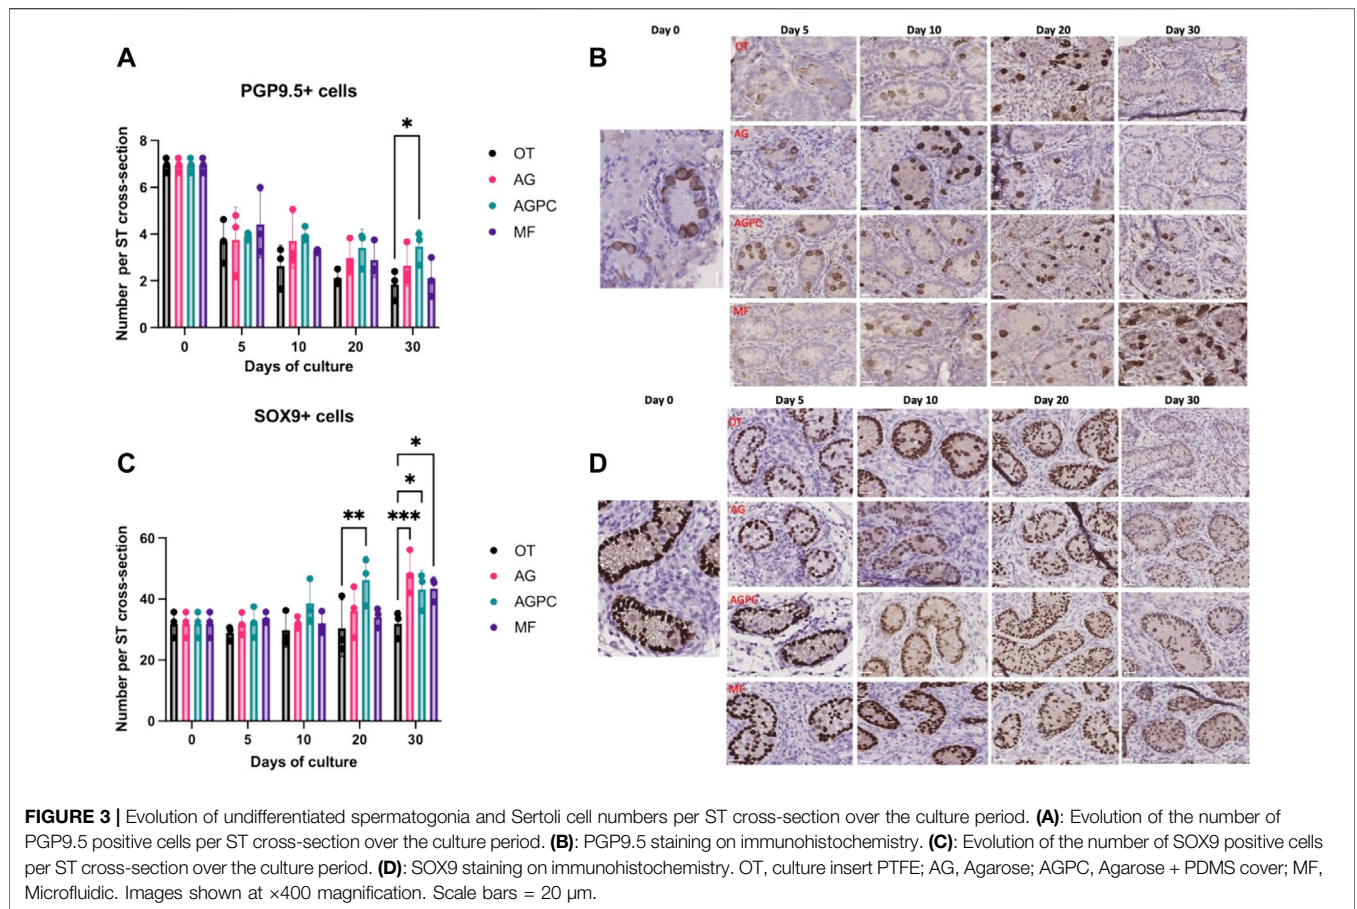 A
PGP9.5+ cells
Number per ST cross-section
8
6
4
2
0
*
0 5 10 20 30
Days of culture
OT
AG
AGPC
MF
B
Day 0 Day 5 Day 10 Day 20 Day 30
OT
AG
AGPC
MF
C
SOX9+ cells
Number per ST cross-section
60
40
20
0
**
***
*
*
0 5 10 20 30
Days of culture
OT
AG
AGPC
MF
D
Day 0 Day 5 Day 10 Day 20 Day 30
OT
AG
AGPC
MF
FIGURE 3 | Evolution of undifferentiated spermatogonia and Sertoli cell numbers per ST cross-section over the culture period. (A): Evolution of the number of
PGP9.5 positive cells per ST cross-section over the culture period. (B): PGP9.5 staining on immunohistochemistry. (C): Evolution of the number of SOX9 positive cells
per ST cross-section over the culture period. (D): SOX9 staining on immunohistochemistry. OT, culture insert PTFE; AG, Agarose; AGPC, Agarose + PDMS cover; MF,
Microfluidic. Images shown at ×400 magnification. Scale bars = 20 µm.